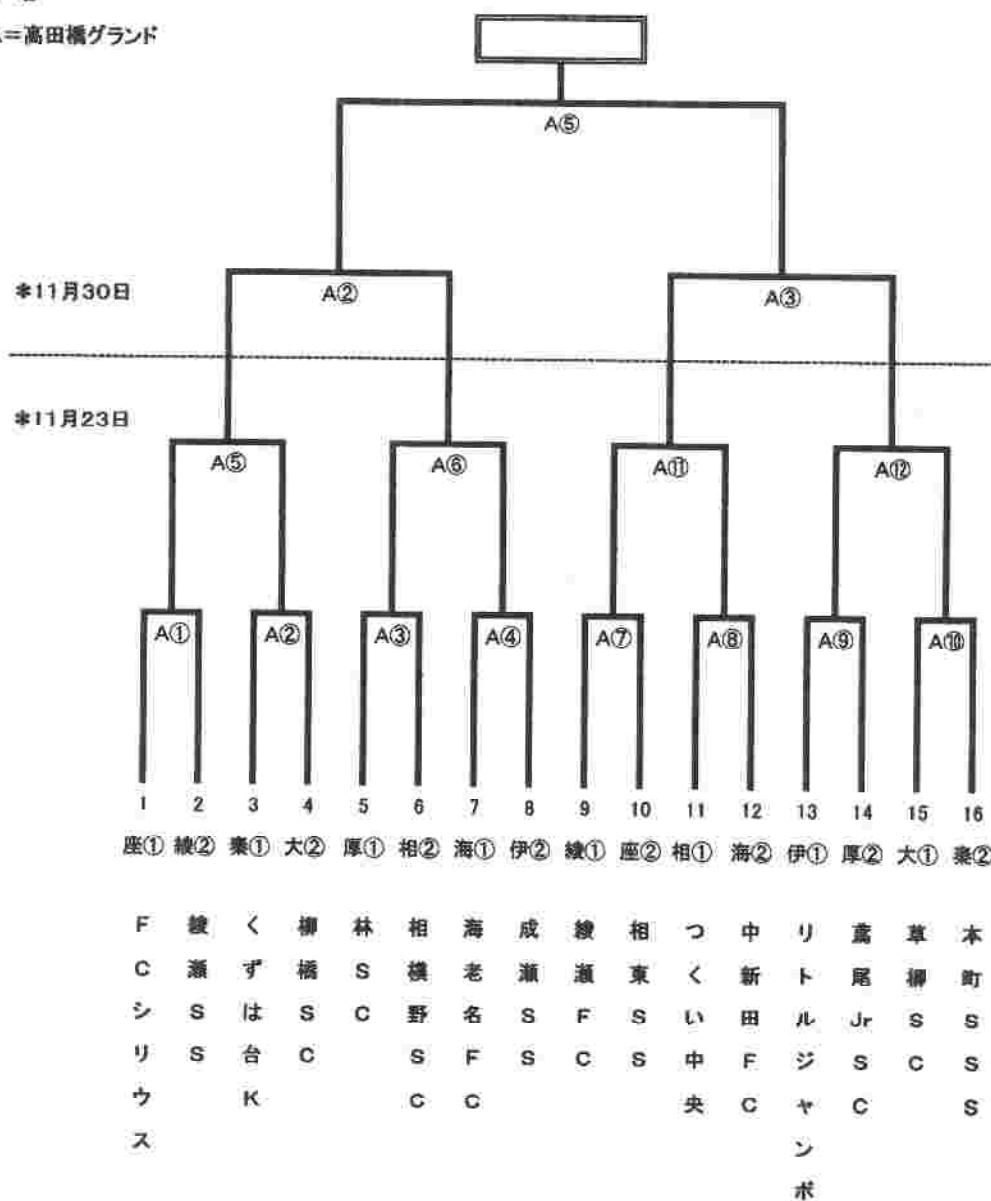 =高田橋グランド
A⑤
*11月30日
A② A③
*11月23日
A⑤ A⑥ A⑪ A⑫
A① A② A③ A④ A⑦ A⑧ A⑨ A⑩
1 2 3 4 5 6 7 8 9 10 11 12 13 14 15 16
座①綾②秦① 大② 厚① 相② 海① 伊② 綾① 座② 相① 海② 伊① 厚② 大① 秦②
FCシリウス
綾瀬SS
くずは台K
柳橋SC
林SC
相模野SC
海老名FC
成瀬SS
綾瀬FC
相東SS
つくい中央
中新田FC
リトルジャンボ
鳶尾JrSC
草柳SC
本町SSS